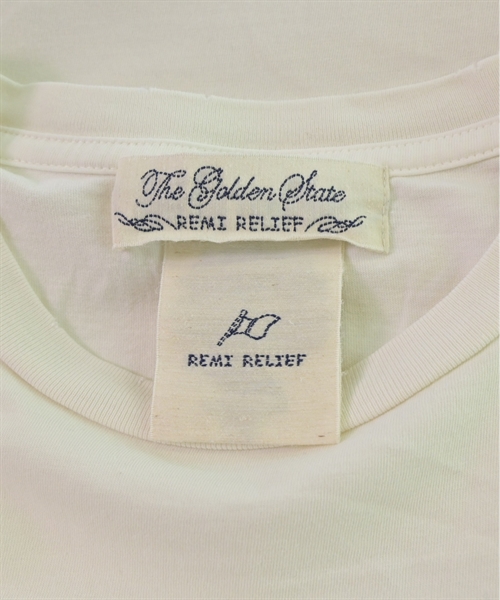 The Golden State
REMI RELIEF
REMI RELIEF